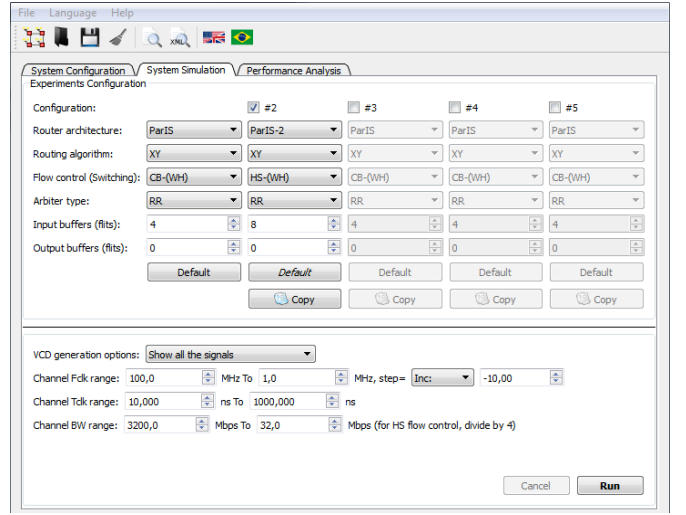 File Language Help
XML
System Configuration System Simulation Performance Analysis
Experiments Configuration
Configuration: #2 #3 #4 #5
Router architecture: ParIS ParIS-2 ParIS ParIS ParIS
Routing algorithm: XY XY XY XY XY
Flow control (Switching): CB-(WH) HS-(WH) CB-(WH) CB-(WH) CB-(WH)
Arbiter type: RR RR RR RR RR
Input buffers (flits): 4 8 4 4 4
Output buffers (flits): 0 0 0 0 0
Default Default Default Default Default
Copy Copy Copy Copy
VCD generation options: Show all the signals
Channel Fclk range: 100,0 MHz To 1,0 MHz, step= Inc: -10,00
Channel Tclk range: 10,000 ns To 1000,000 ns
Channel BW range: 3200,0 Mbps To 32,0 Mbps (for HS flow control, divide by 4)
Cancel Run